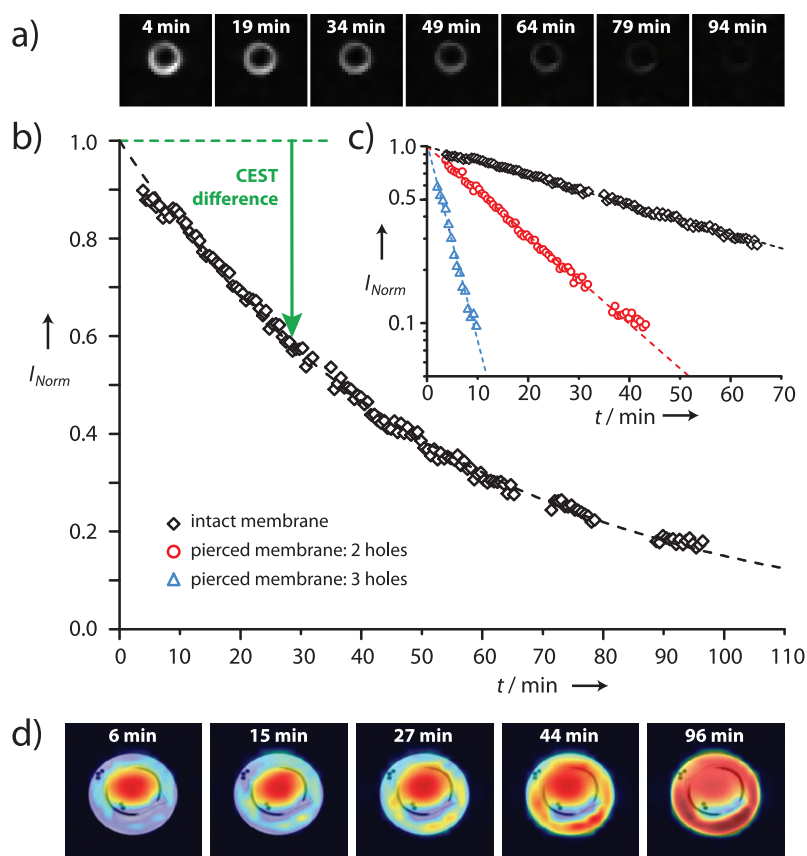 a)
4 min 19 min 34 min 49 min 64 min 79 min 94 min
b)
1.0
0.8
0.6
0.4
0.2
0.0
I Norm
CEST
difference
intact membrane
pierced membrane: 2 holes
pierced membrane: 3 holes
0 10 20 30 40 50 60 70 80 90 100 110
t / min
c)
1.0
0.5
0.1
I Norm
0 10 20 30 40 50 60 70
t / min
d)
6 min 15 min 27 min 44 min 96 min